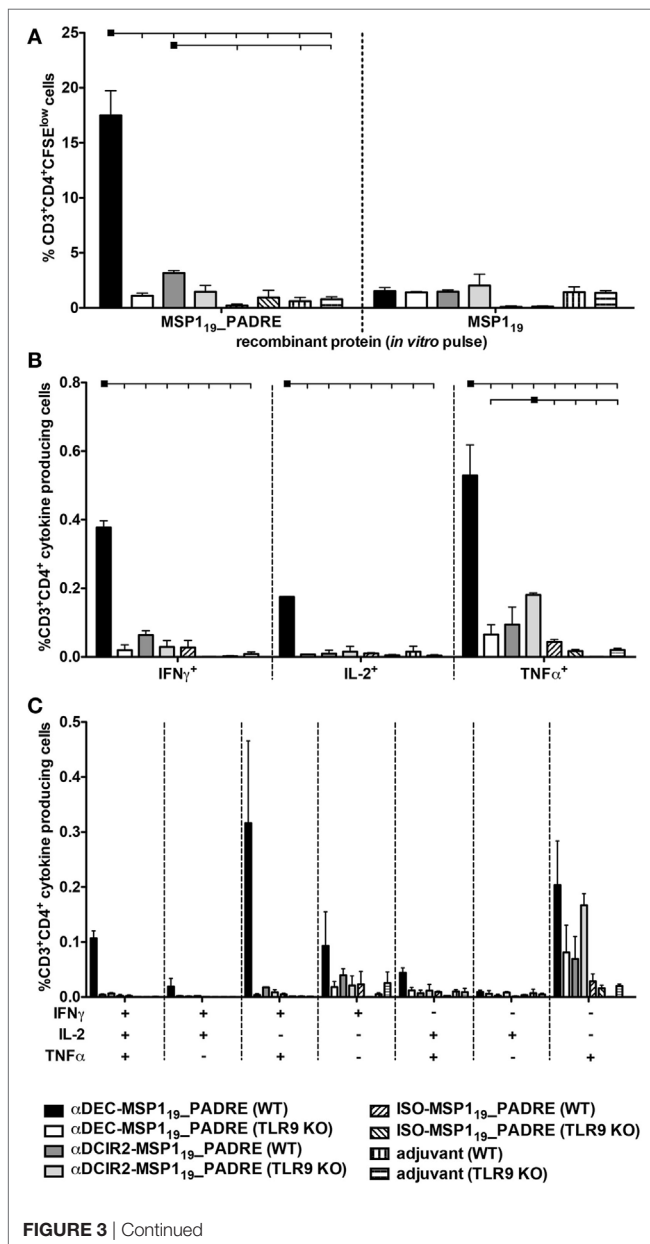 A
25
20
15
10
5
0
% CD3⁺CD4⁺CFSEˡᵒʷ cells
MSP1₁₉_PADRE
MSP1₁₉
recombinant protein (in vitro pulse)
B
0.8
0.6
0.4
0.2
0.0
%CD3⁺CD4⁺ cytokine producing cells
IFNγ⁺
IL-2⁺
TNFα⁺
C
0.5
0.4
0.3
0.2
0.1
0.0
%CD3⁺CD4⁺ cytokine producing cells
IFNγ + + + + - - -
IL-2 + + - - + + -
TNFα + - + - + - +
αDEC-MSP1₁₉_PADRE (WT)
αDEC-MSP1₁₉_PADRE (TLR9 KO)
αDCIR2-MSP1₁₉_PADRE (WT)
αDCIR2-MSP1₁₉_PADRE (TLR9 KO)
ISO-MSP1₁₉_PADRE (WT)
ISO-MSP1₁₉_PADRE (TLR9 KO)
adjuvant (WT)
adjuvant (TLR9 KO)
FIGURE 3 | Continued